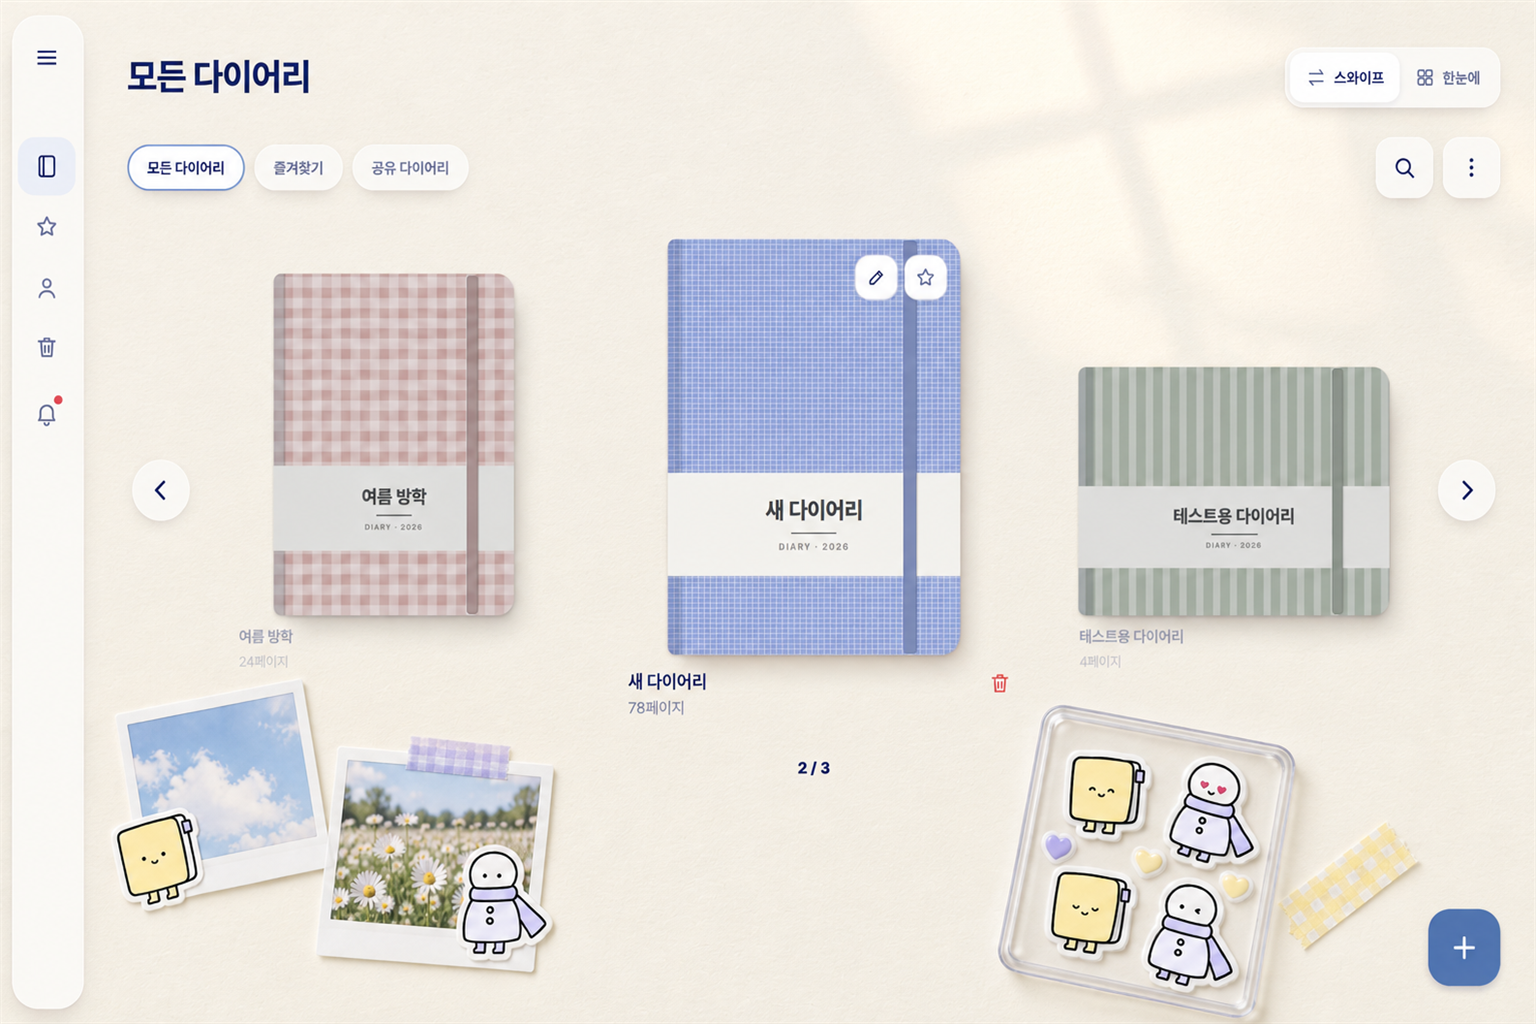 모든 다이어리
스와이프
한눈에
모든 다이어리
즐겨찾기
공유 다이어리
여름 방학
DIARY · 2026
새 다이어리
DIARY · 2026
테스트용 다이어리
DIARY · 2026
여름 방학
24페이지
새 다이어리
78페이지
테스트용 다이어리
4페이지
2 / 3